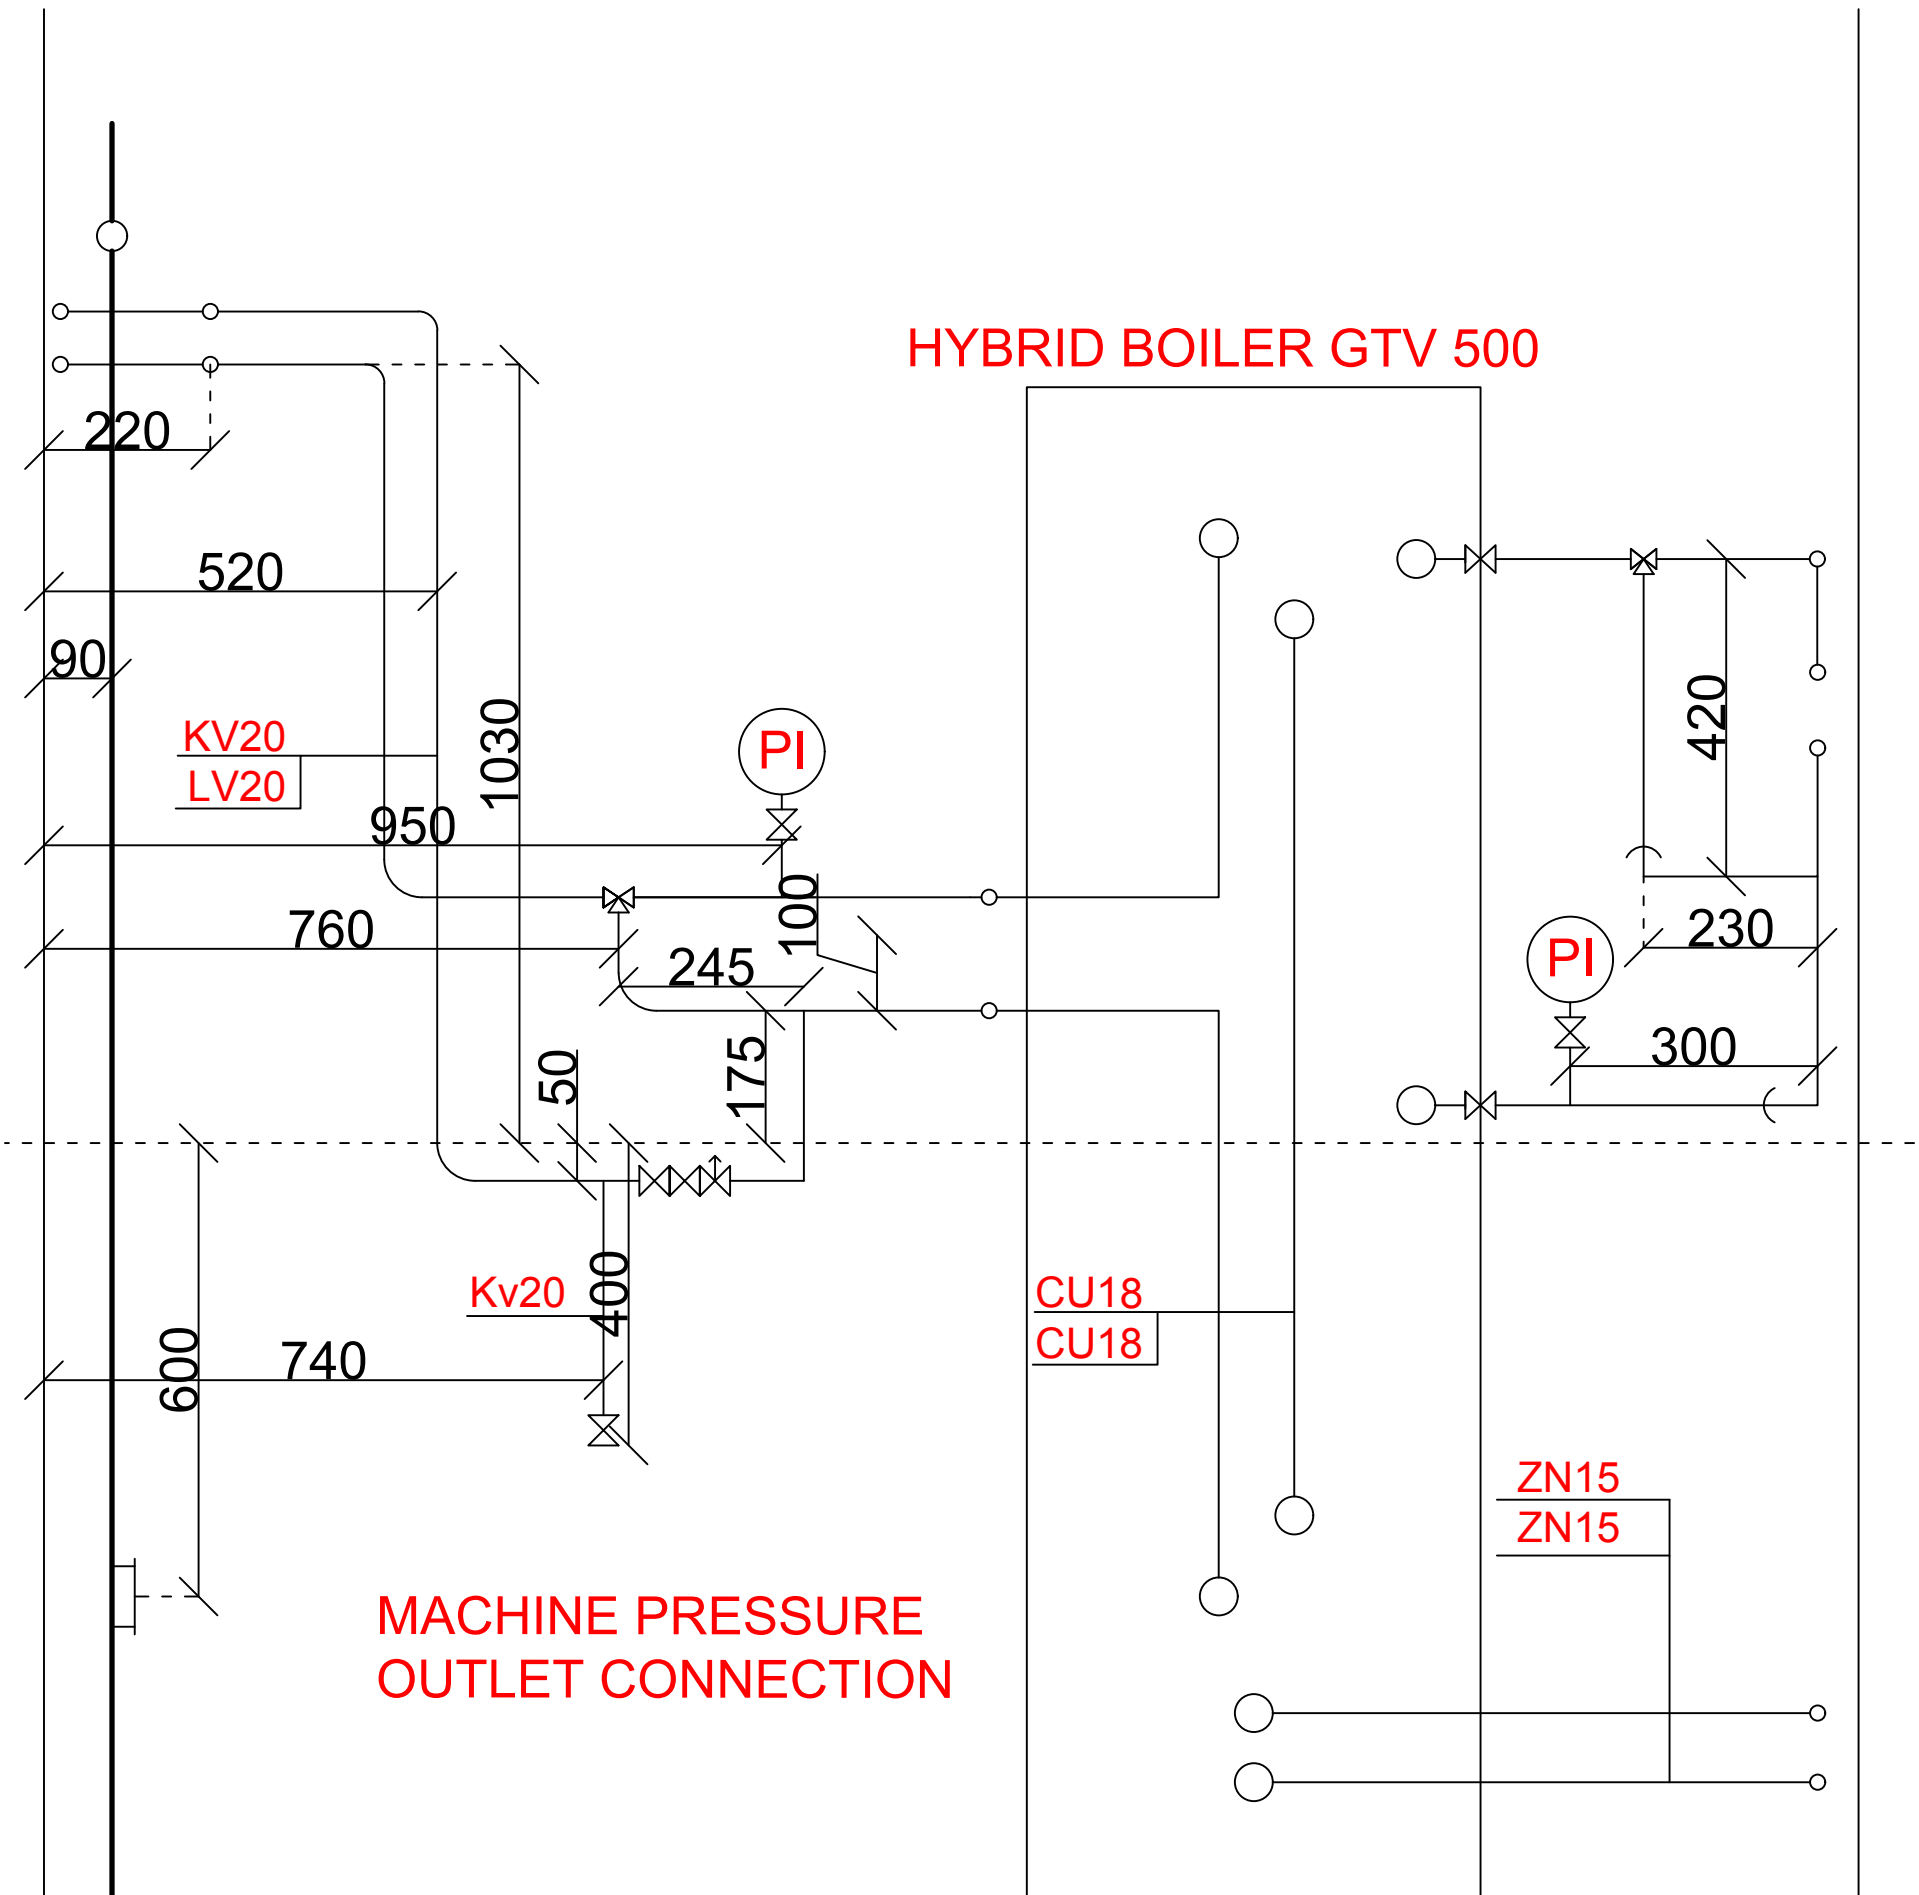 HYBRID BOILER GTV 500
220
520
90
1030
KV20
LV20
PI
420
950
100
760
230
245
PI
50
175
300
Kv20
400
CU18
CU18
600
740
ZN15
ZN15
MACHINE PRESSURE
OUTLET CONNECTION